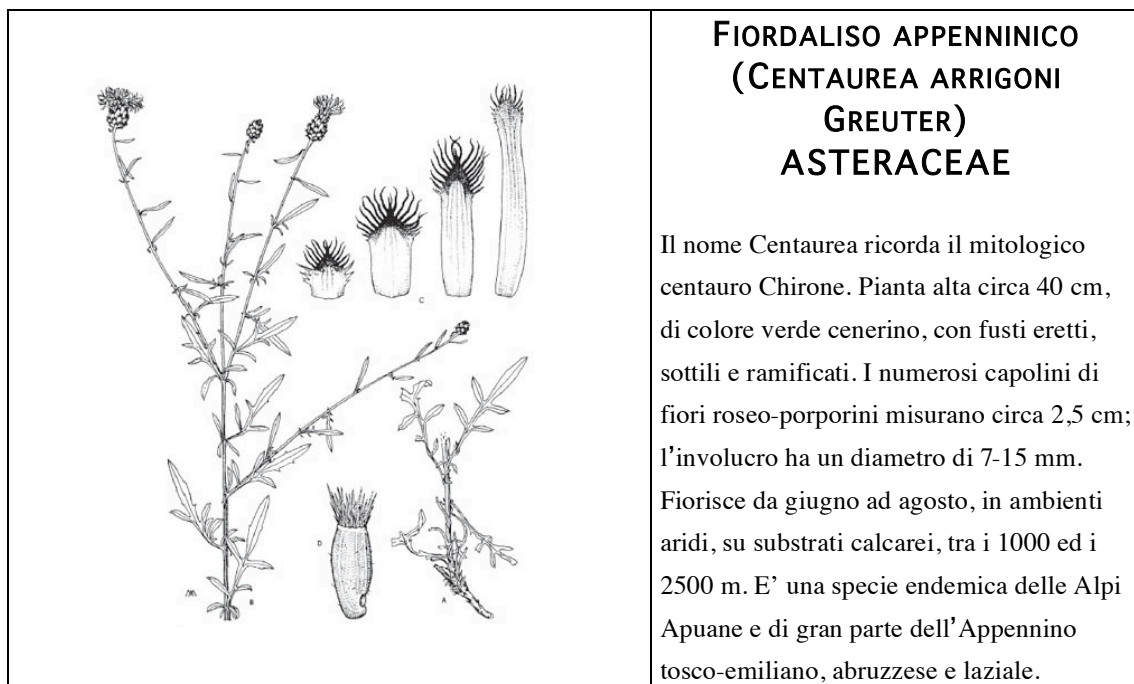 FIORDALISO APPENNINICO
(CENTAUREA ARRIGONI
GREUTER)
ASTERACEAE
Il nome Centaurea ricorda il mitologico
centauro Chirone. Pianta alta circa 40 cm,
di colore verde cenerino, con fusti eretti,
sottili e ramificati. I numerosi capolini di
fiori roseo-porporini misurano circa 2,5 cm;
l’involucro ha un diametro di 7-15 mm.
Fiorisce da giugno ad agosto, in ambienti
aridi, su substrati calcarei, tra i 1000 ed i
2500 m. E’ una specie endemica delle Alpi
Apuane e di gran parte dell’Appennino
tosco-emiliano, abruzzese e laziale.
C
D
A
B